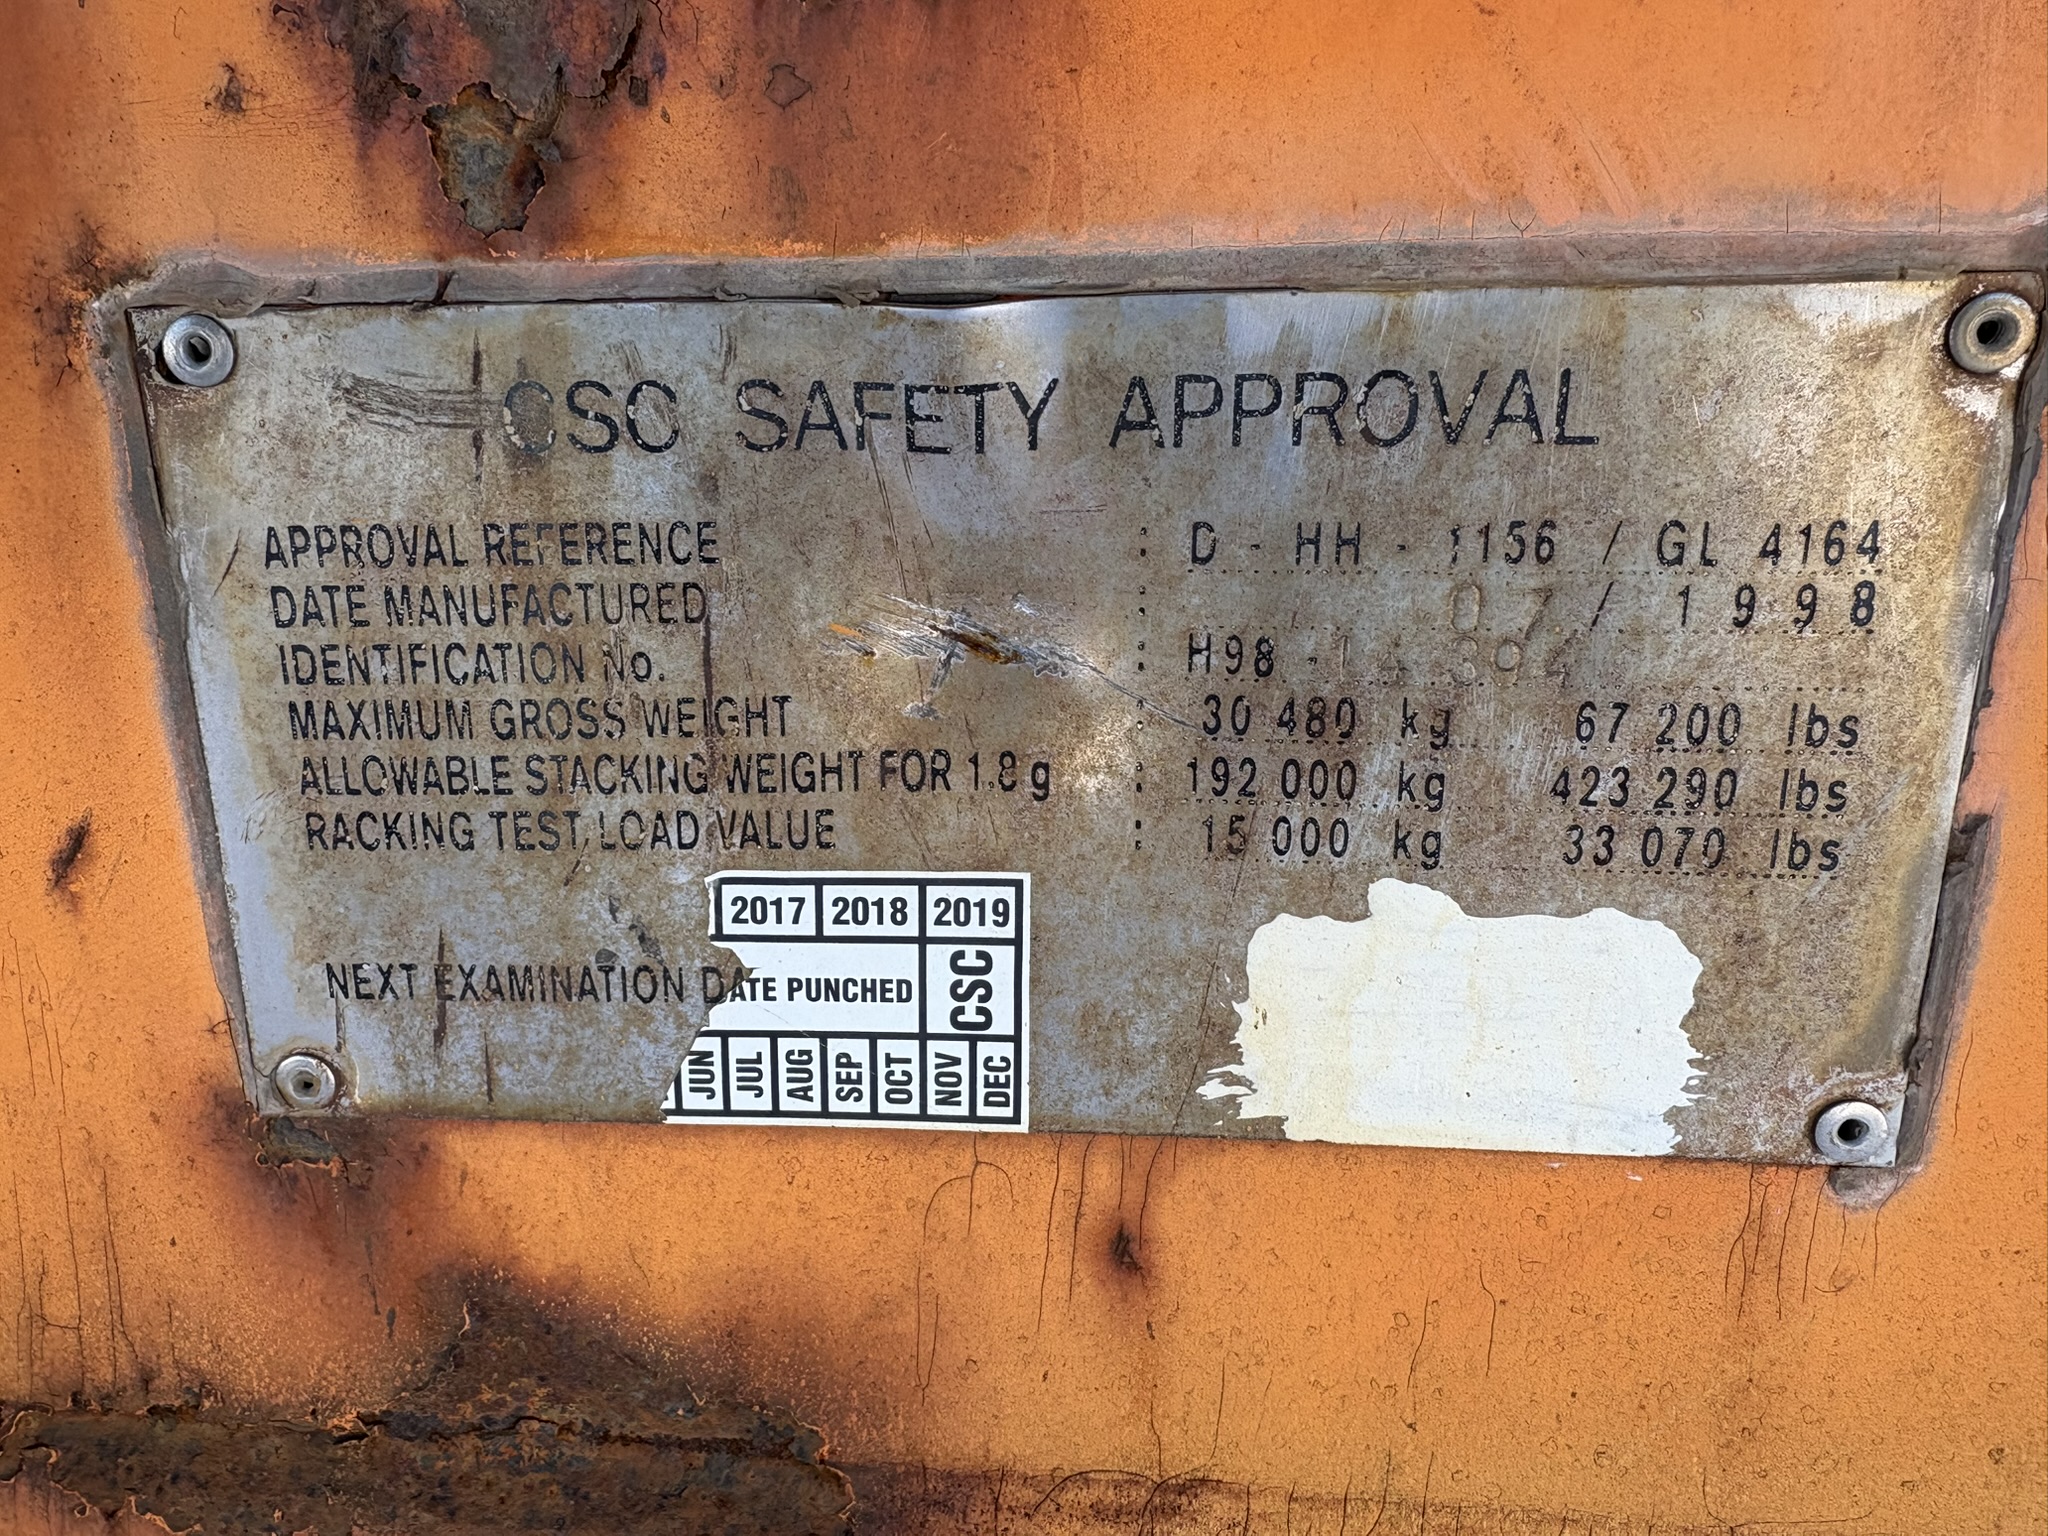 CSC SAFETY APPROVAL
APPROVAL REFERENCE : D - HH - 1156 / GL 4164
DATE MANUFACTURED : 07 / 1998
IDENTIFICATION No. : H98 -14394
MAXIMUM GROSS WEIGHT : 30 480 kg 67 200 lbs
ALLOWABLE STACKING WEIGHT FOR 1.8 g : 192 000 kg 423 290 lbs
RACKING TEST LOAD VALUE : 15 000 kg 33 070 lbs
2017 2018 2019
NEXT EXAMINATION DATE PUNCHED CSC
JUN JUL AUG SEP OCT NOV DEC